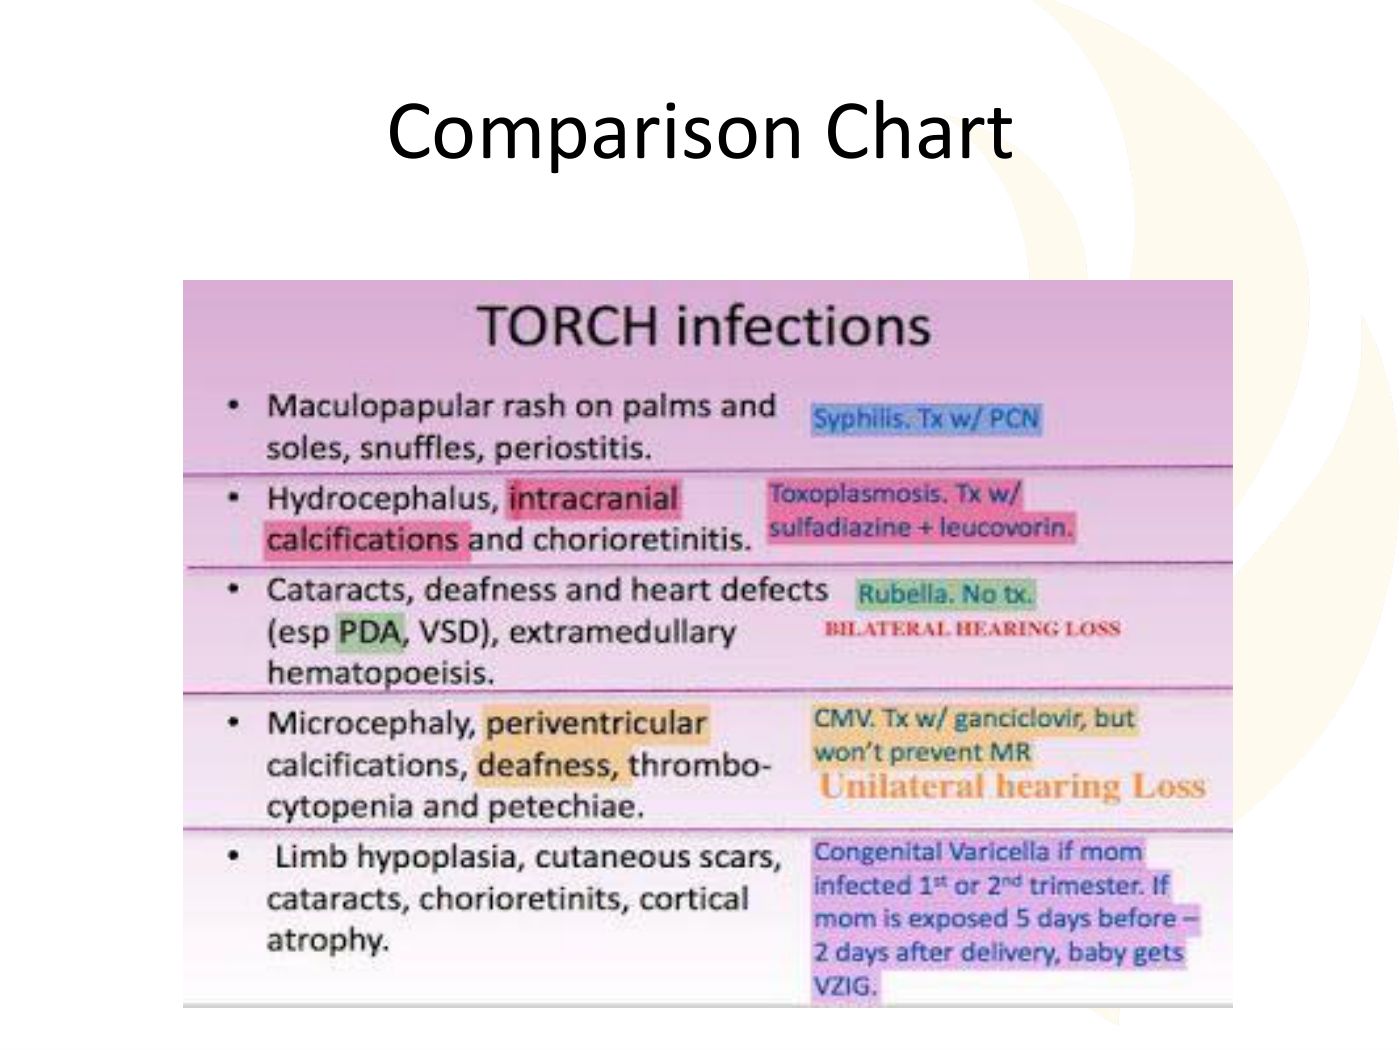 Comparison Chart
TORCH infections
• Maculopapular rash on palms and
soles, snuffles, periostitis.
Syphilis. Tx w/ PCN
• Hydrocephalus, intracranial
calcifications and chorioretinitis.
Toxoplasmosis. Tx w/
sulfadiazine + leucovorin.
• Cataracts, deafness and heart defects
(esp PDA, VSD), extramedullary
hematopoeisis.
Rubella. No tx.
BILATERAL HEARING LOSS
• Microcephaly, periventricular
calcifications, deafness, thrombo-
cytopenia and petechiae.
CMV. Tx w/ ganciclovir, but
won't prevent MR
Unilateral hearing Loss
• Limb hypoplasia, cutaneous scars,
cataracts, chorioretinits, cortical
atrophy.
Congenital Varicella if mom
infected 1st or 2nd trimester. If
mom is exposed 5 days before –
2 days after delivery, baby gets
VZIG.